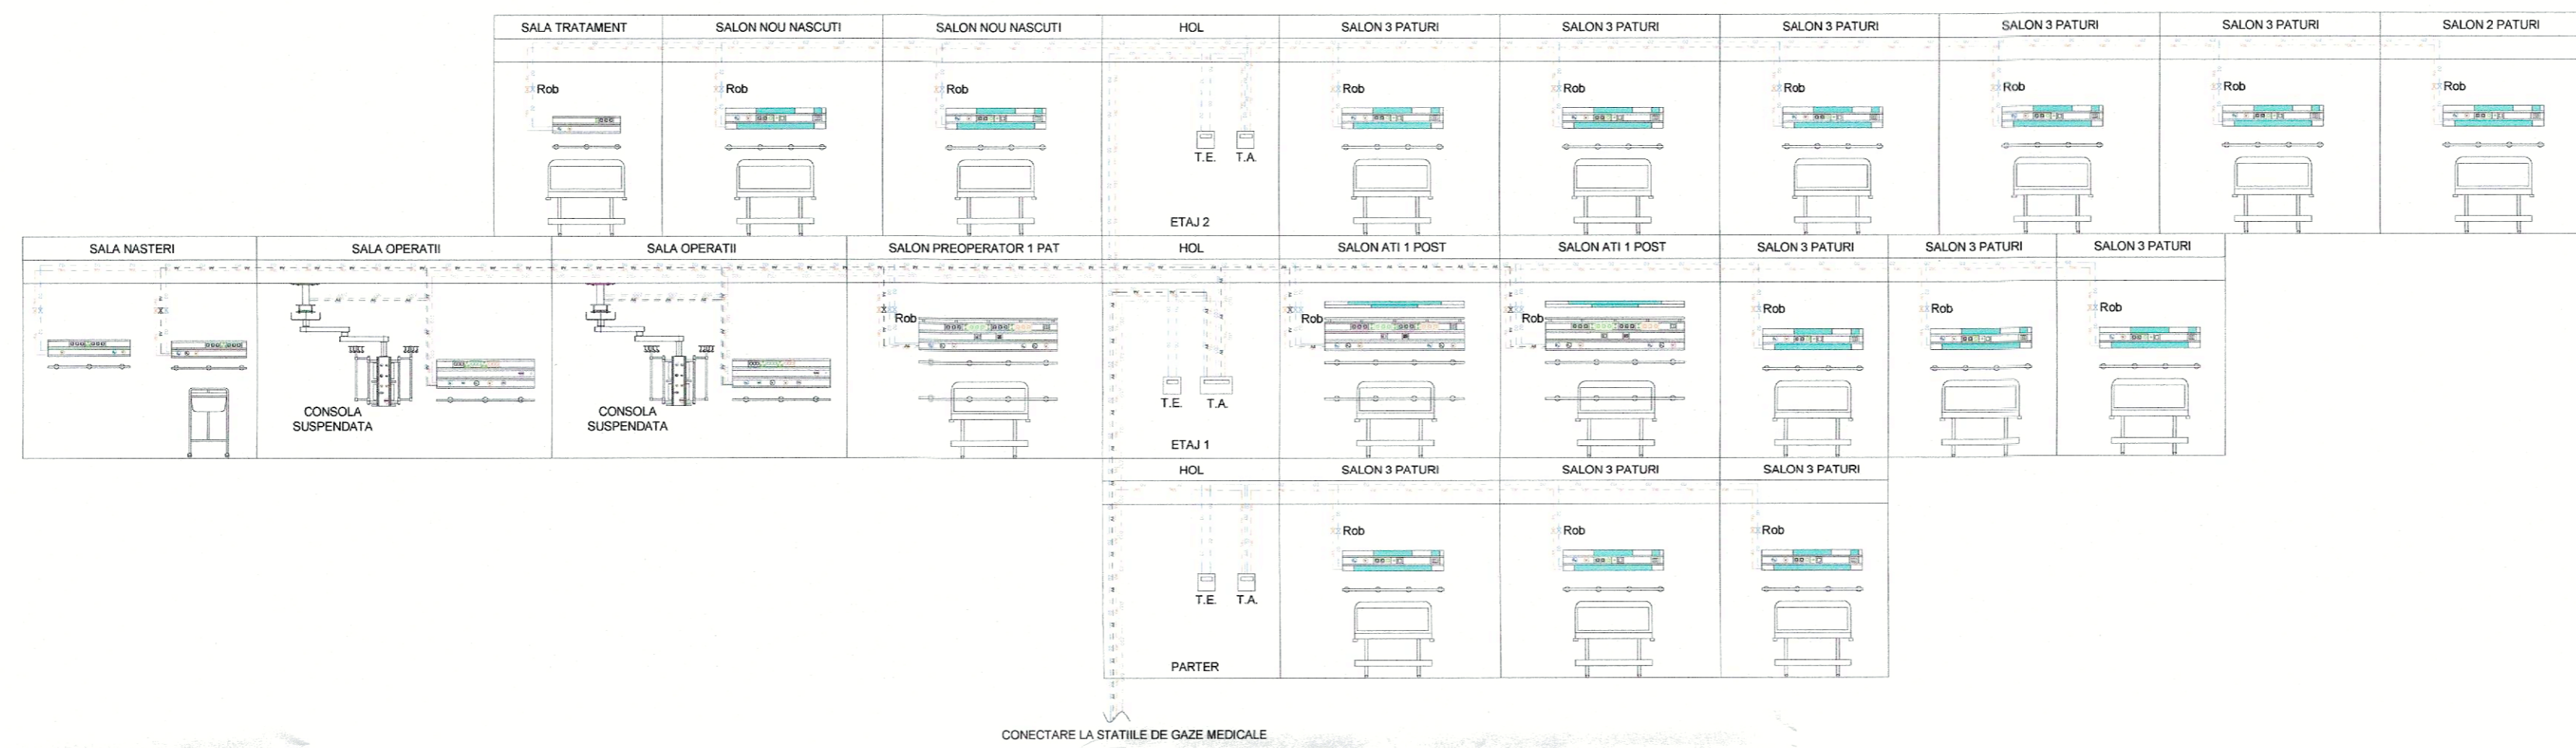 SALA TRATAMENT
SALON NOU NASCUTI
SALON NOU NASCUTI
HOL
SALON 3 PATURI
SALON 3 PATURI
SALON 3 PATURI
SALON 3 PATURI
SALON 3 PATURI
SALON 2 PATURI
Rob
Rob
Rob
Rob
Rob
Rob
Rob
Rob
Rob
T.E.
T.A.
ETAJ 2
SALA NASTERI
SALA OPERATII
SALA OPERATII
SALON PREOPERATOR 1 PAT
HOL
SALON ATI 1 POST
SALON ATI 1 POST
SALON 3 PATURI
SALON 3 PATURI
SALON 3 PATURI
Rob
Rob
Rob
Rob
Rob
Rob
CONSOLA
SUSPENDATA
CONSOLA
SUSPENDATA
T.E.
T.A.
ETAJ 1
HOL
SALON 3 PATURI
SALON 3 PATURI
SALON 3 PATURI
Rob
Rob
Rob
T.E.
T.A.
PARTER
CONECTARE LA STATIILE DE GAZE MEDICALE